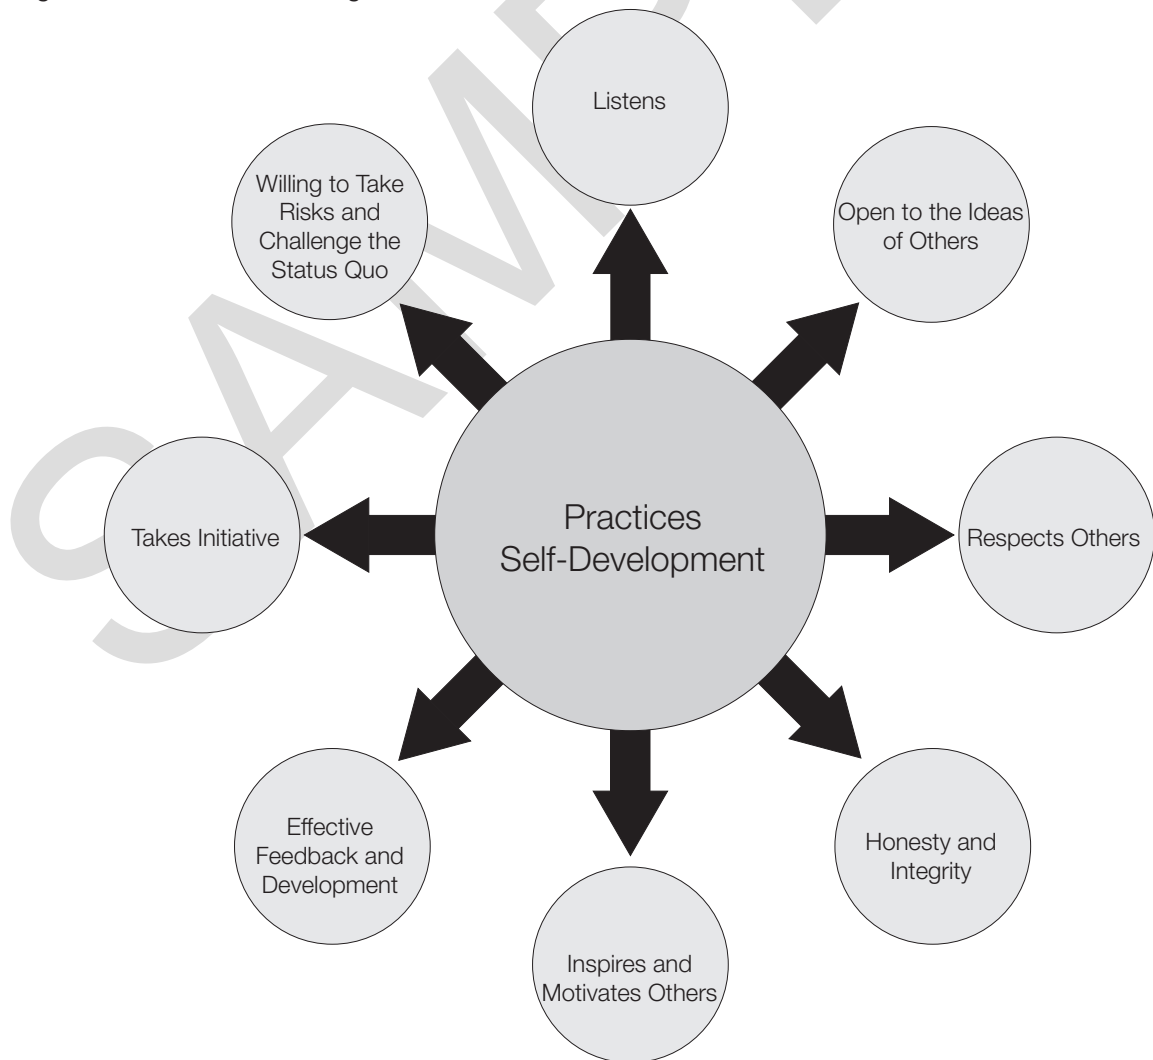 Listens
Willing to Take
Risks and
Challenge the
Status Quo
Open to the Ideas
of Others
Practices
Self-Development
Takes Initiative
Respects Others
Effective
Feedback and
Development
Honesty and
Integrity
Inspires and
Motivates Others